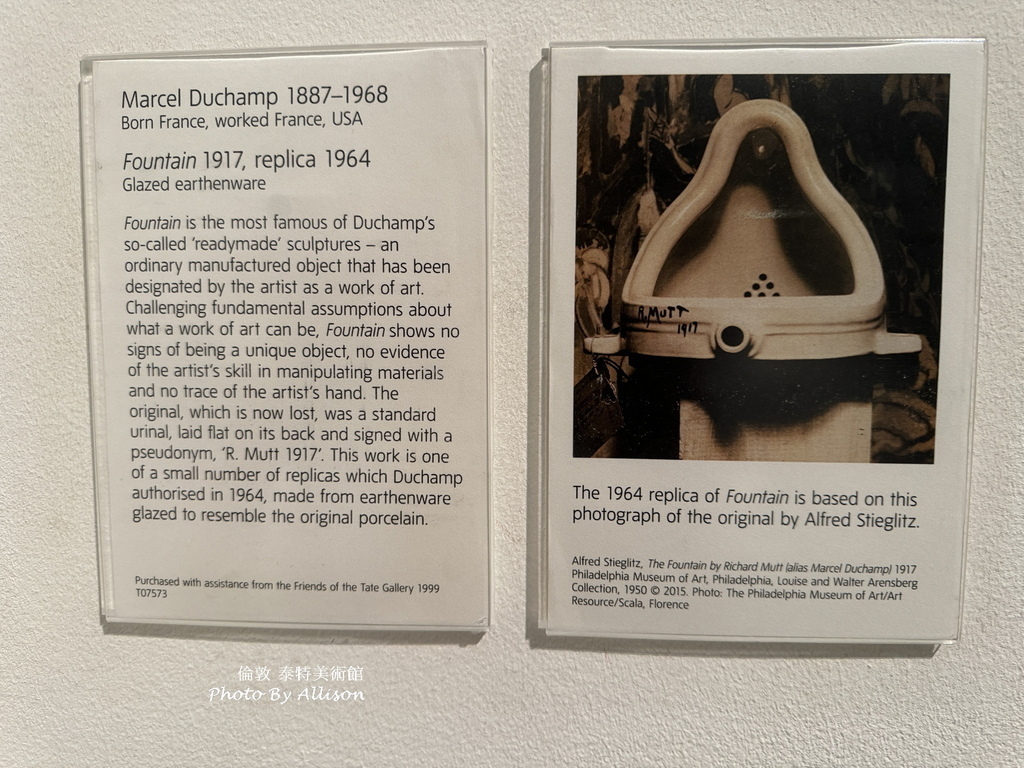 Marcel Duchamp 1887–1968
Born France, worked France, USA
Fountain 1917, replica 1964
Glazed earthenware
Fountain is the most famous of Duchamp's
so-called 'readymade' sculptures – an
ordinary manufactured object that has been
designated by the artist as a work of art.
Challenging fundamental assumptions about
what a work of art can be, Fountain shows no
signs of being a unique object, no evidence
of the artist's skill in manipulating materials
and no trace of the artist's hand. The
original, which is now lost, was a standard
urinal, laid flat on its back and signed with a
pseudonym, 'R. Mutt 1917'. This work is one
of a small number of replicas which Duchamp
authorised in 1964, made from earthenware
glazed to resemble the original porcelain.
Purchased with assistance from the Friends of the Tate Gallery 1999
T07573
R. MUTT
1917
The 1964 replica of Fountain is based on this
photograph of the original by Alfred Stieglitz.
Alfred Stieglitz, The Fountain by Richard Mutt (alias Marcel Duchamp) 1917
Philadelphia Museum of Art, Philadelphia, Louise and Walter Arensberg
Collection, 1950 © 2015. Photo: The Philadelphia Museum of Art/Art
Resource/Scala, Florence
倫敦 泰特美術館
Photo By Allison